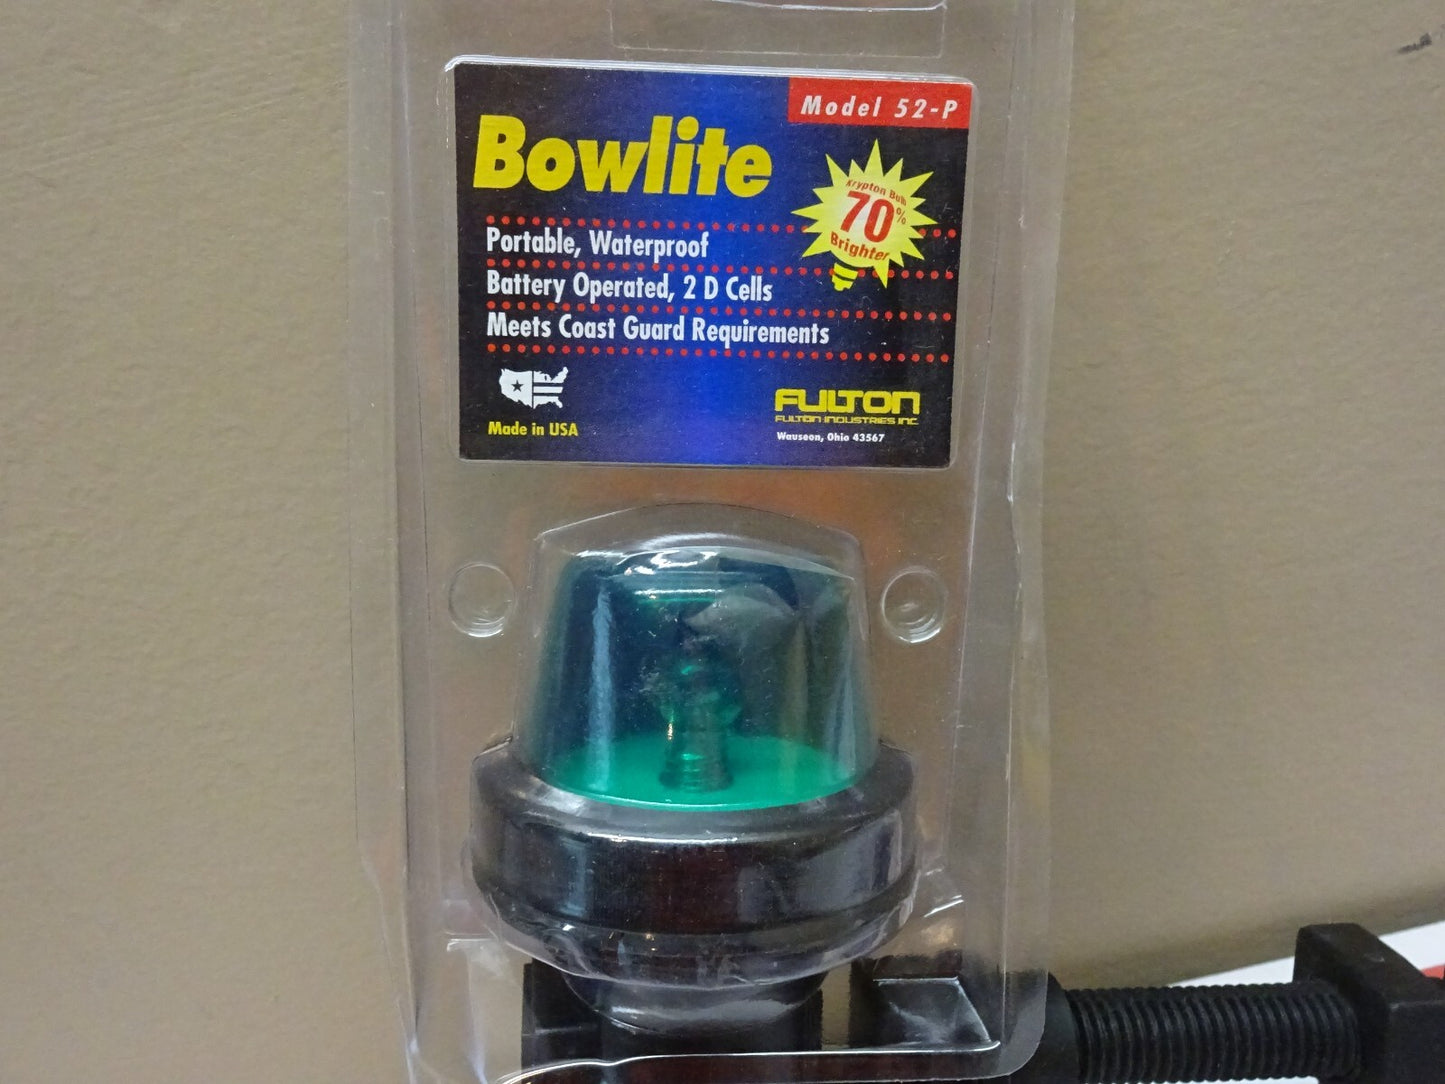 Model 52-P
Bowlite
Krypton Bulb
70%
Brighter
Portable, Waterproof
Battery Operated, 2 D Cells
Meets Coast Guard Requirements
Made in USA
FULTON
FULTON INDUSTRIES INC.
Wauseon, Ohio 43567